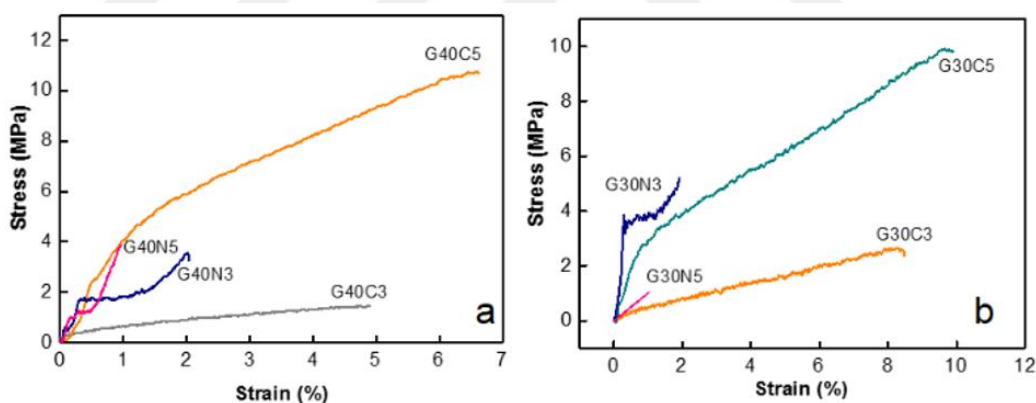 12
10
8
6
4
2
0
0 1 2 3 4 5 6 7
Stress (MPa)
Strain (%)
G40C5
G40N5
G40N3
G40C3
a
10
8
6
4
2
0
0 2 4 6 8 10 12
Stress (MPa)
Strain (%)
G30C5
G30N3
G30C3
G30N5
b